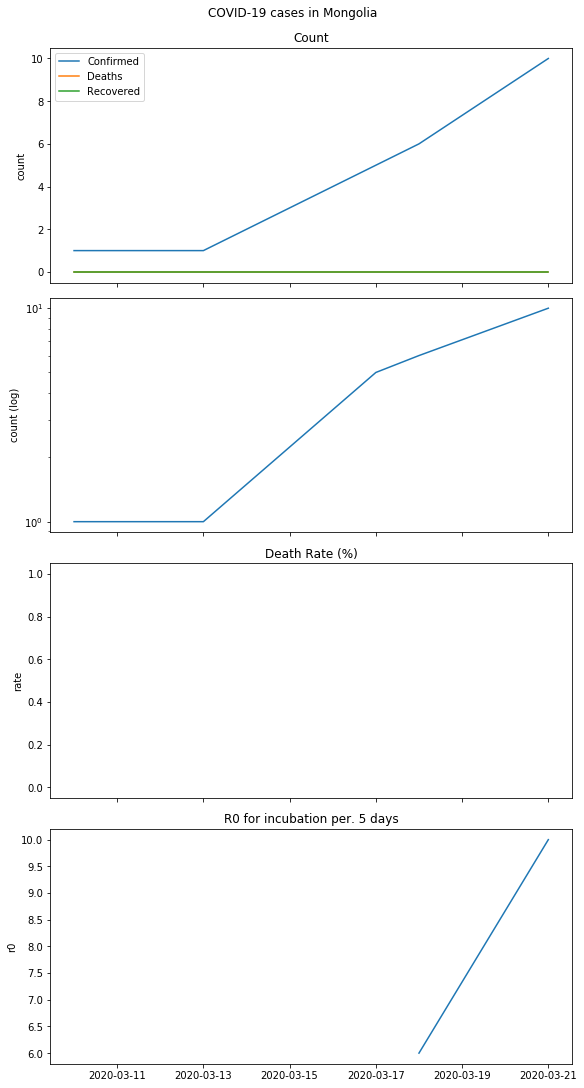 COVID-19 cases in Mongolia
Count
10
8
6
4
2
0
count
Confirmed
Deaths
Recovered
10¹
10⁰
count (log)
Death Rate (%)
1.0
0.8
0.6
0.4
0.2
0.0
rate
R0 for incubation per. 5 days
10.0
9.5
9.0
8.5
8.0
7.5
7.0
6.5
6.0
r0
2020-03-11 2020-03-13 2020-03-15 2020-03-17 2020-03-19 2020-03-21